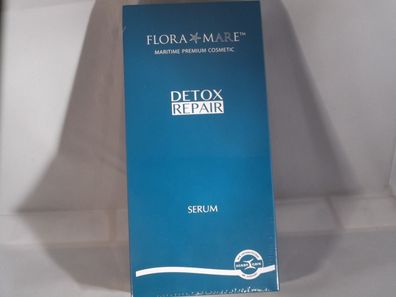 FLORA MARE™
MARITIME PREMIUM COSMETIC
DETOX
REPAIR
SERUM